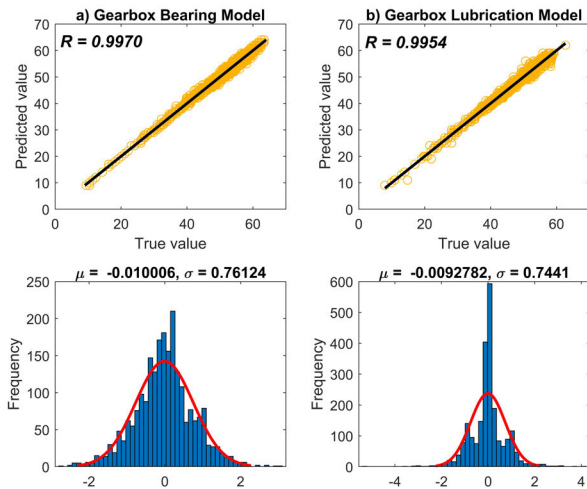 a) Gearbox Bearing Model
b) Gearbox Lubrication Model
R = 0.9970
R = 0.9954
70
60
50
40
30
20
10
0
Predicted value
0 20 40 60
True value
70
60
50
40
30
20
10
0
Predicted value
0 20 40 60
True value
μ = -0.010006, σ = 0.76124
250
200
150
100
50
0
Frequency
-2 0 2
μ = -0.0092782, σ = 0.7441
600
500
400
300
200
100
0
Frequency
-4 -2 0 2 4